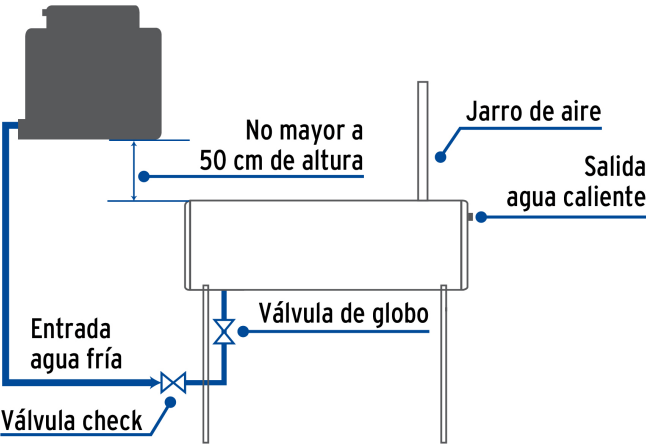 No mayor a
50 cm de altura
Jarro de aire
Salida
agua caliente
Válvula de globo
Entrada
agua fría
Válvula check